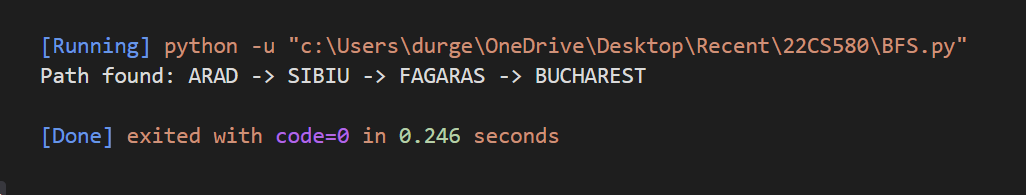 [Running] python -u "c:\Users\durge\OneDrive\Desktop\Recent\22CS580\BFS.py"
Path found: ARAD -> SIBIU -> FAGARAS -> BUCHAREST
[Done] exited with code=0 in 0.246 seconds